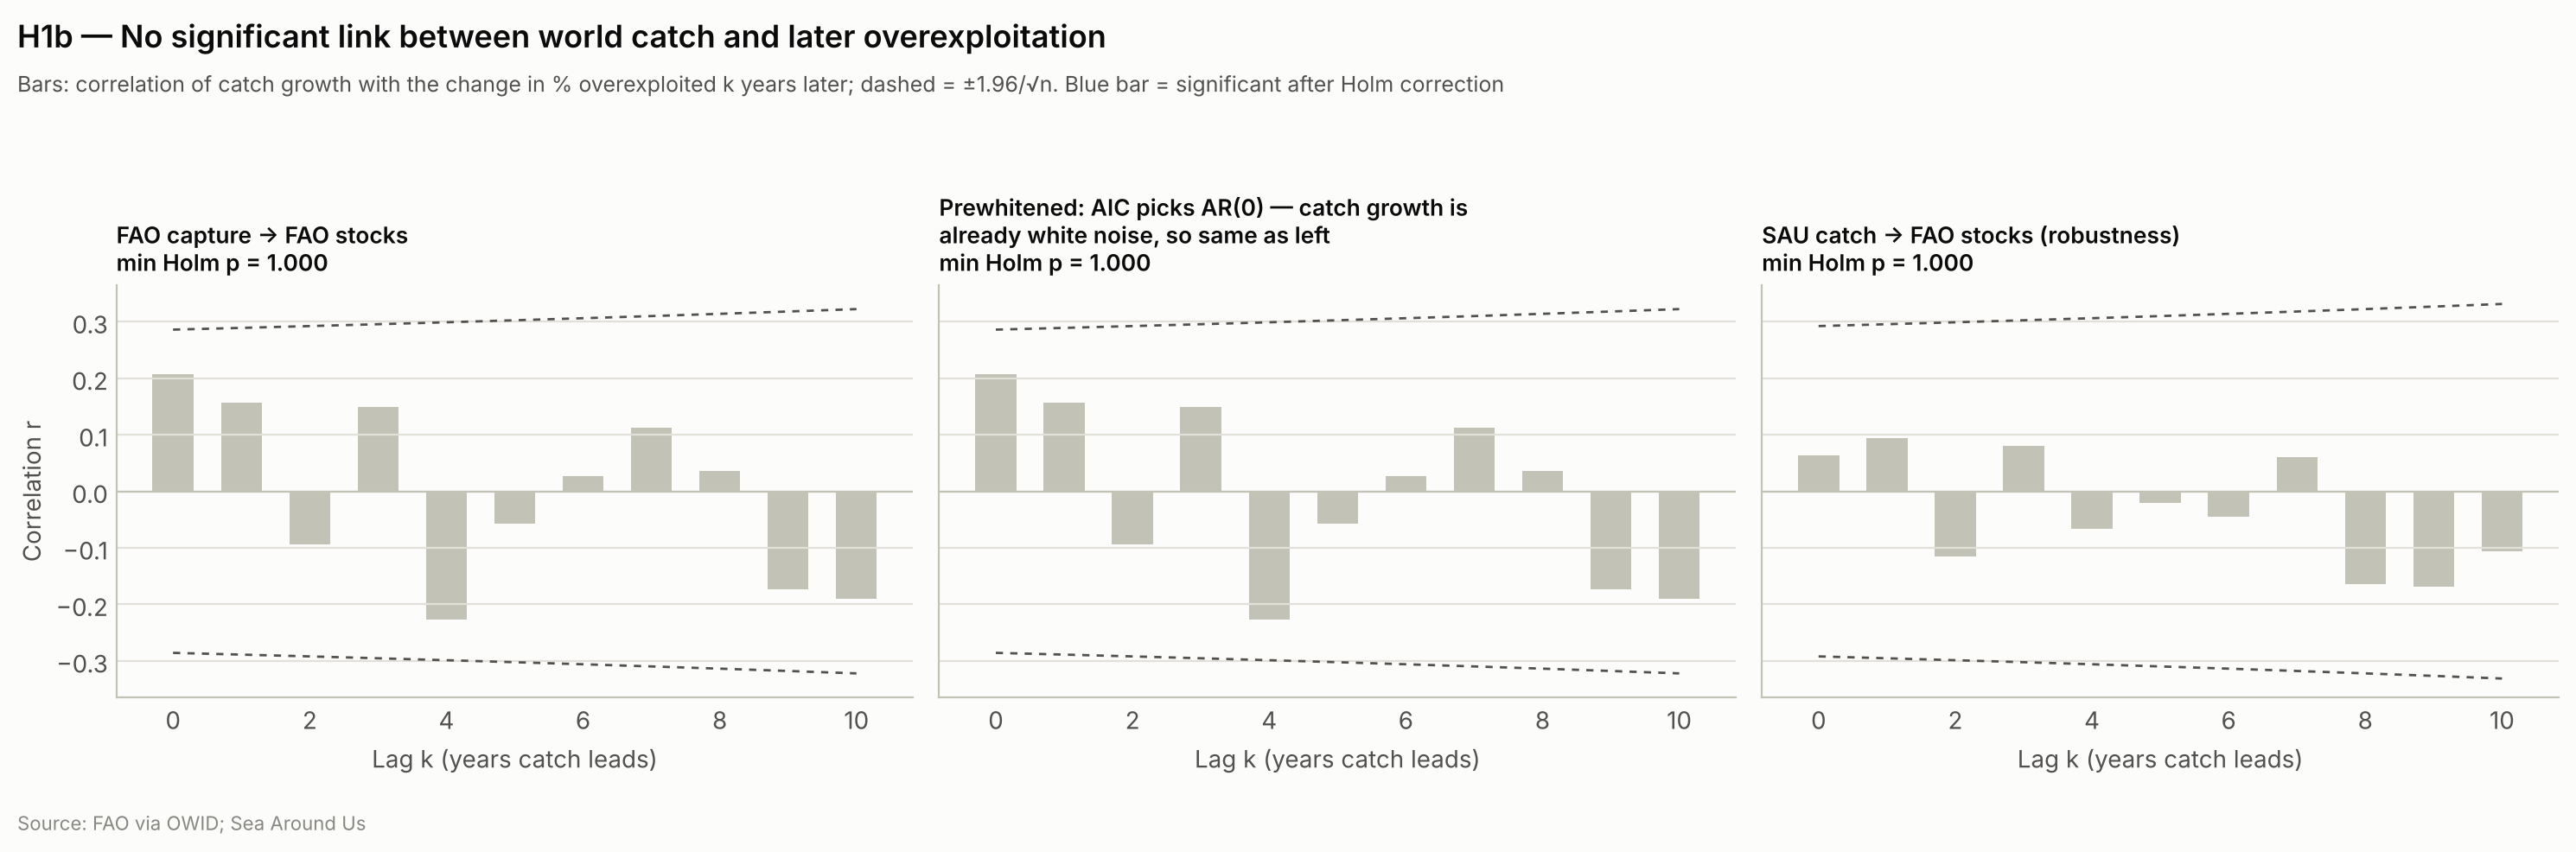 H1b — No significant link between world catch and later overexploitation
Bars: correlation of catch growth with the change in % overexploited k years later; dashed = ±1.96/√n. Blue bar = significant after Holm correction
FAO capture → FAO stocks
min Holm p = 1.000
Prewhitened: AIC picks AR(0) — catch growth is
already white noise, so same as left
min Holm p = 1.000
SAU catch → FAO stocks (robustness)
min Holm p = 1.000
Correlation r
0.3
0.2
0.1
0.0
−0.1
−0.2
−0.3
0 2 4 6 8 10
Lag k (years catch leads)
0 2 4 6 8 10
Lag k (years catch leads)
0 2 4 6 8 10
Lag k (years catch leads)
Source: FAO via OWID; Sea Around Us